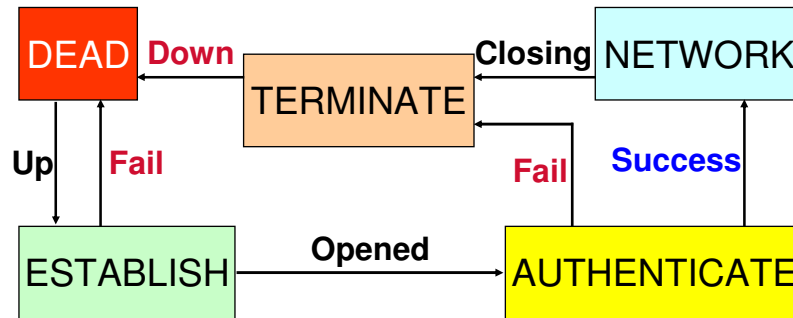 DEAD
Down
TERMINATE
Closing
NETWORK
Up
Fail
Fail
Success
ESTABLISH
Opened
AUTHENTICATE